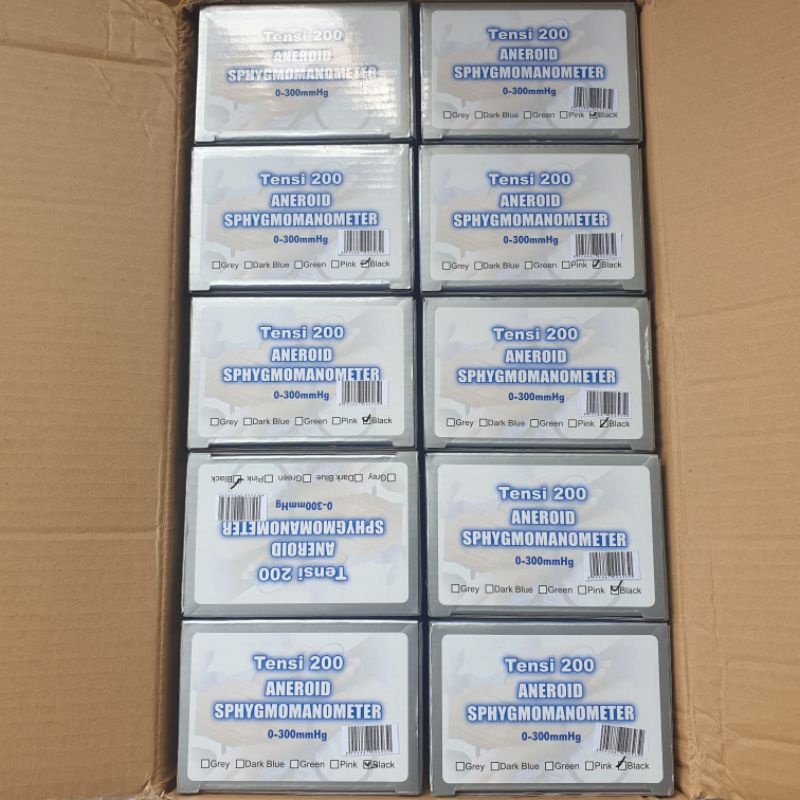 Tensi 200
ANEROID
SPHYGMOMANOMETER
0-300mmHg
Tensi 200
ANEROID
SPHYGMOMANOMETER
0-300mmHg
Grey Dark Blue Green Pink Black
Tensi 200
ANEROID
SPHYGMOMANOMETER
0-300mmHg
Grey Dark Blue Green Pink Black
Tensi 200
ANEROID
SPHYGMOMANOMETER
0-300mmHg
Grey Dark Blue Green Pink Black
Tensi 200
ANEROID
SPHYGMOMANOMETER
0-300mmHg
Grey Dark Blue Green Pink Black
Tensi 200
ANEROID
SPHYGMOMANOMETER
0-300mmHg
Grey Dark Blue Green Pink Black
Tensi 200
ANEROID
SPHYGMOMANOMETER
0-300mmHg
Grey Dark Blue Green Pink Black
Tensi 200
ANEROID
SPHYGMOMANOMETER
0-300mmHg
Grey Dark Blue Green Pink Black
Tensi 200
ANEROID
SPHYGMOMANOMETER
0-300mmHg
Grey Dark Blue Green Pink Black
Tensi 200
ANEROID
SPHYGMOMANOMETER
0-300mmHg
Grey Dark Blue Green Pink Black